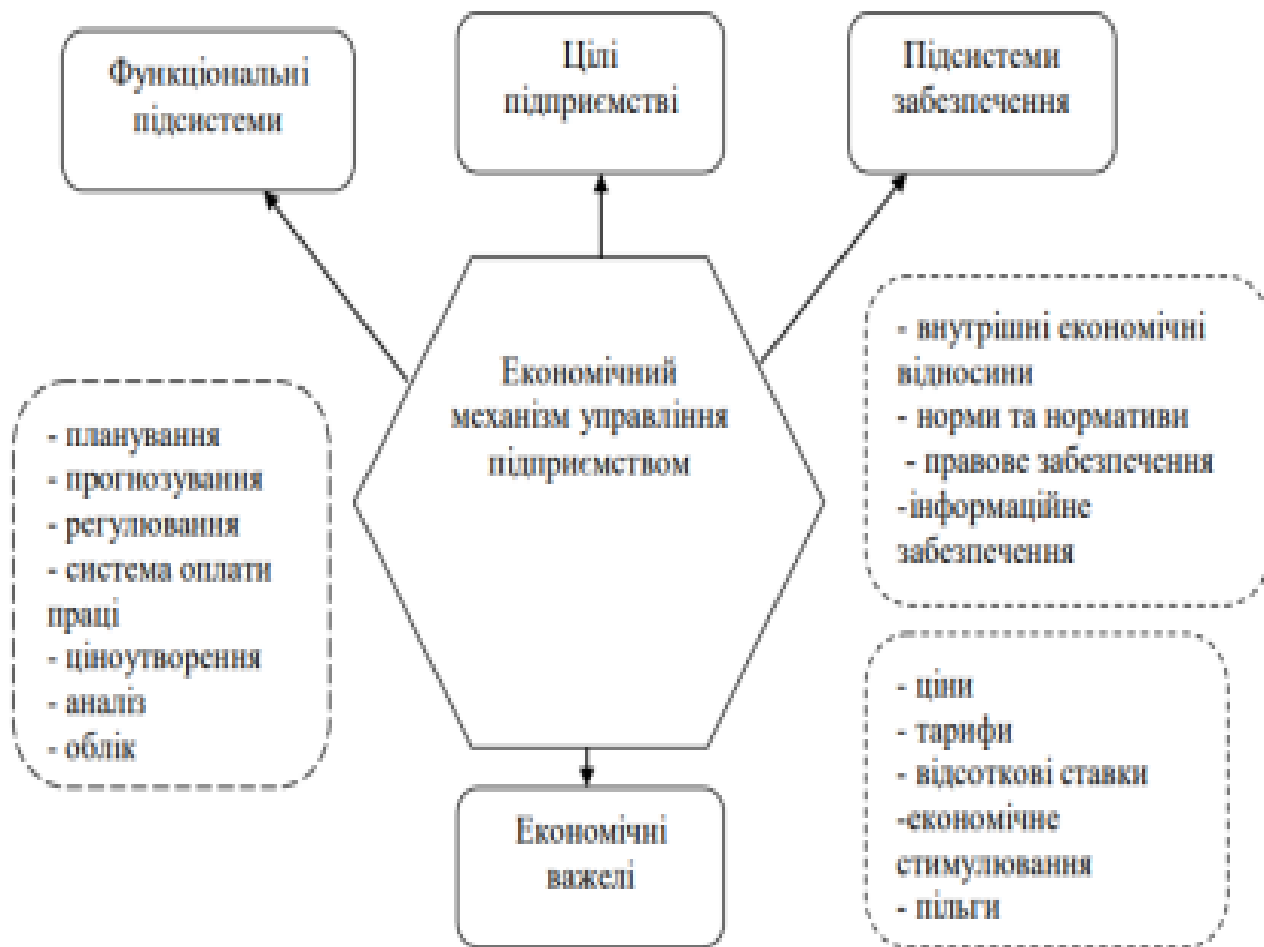 Функціональні
підсистеми
Цілі
підприємстві
Підсистеми
забезпечення
Економічний
механізм управління
підприємством
- планування
- прогнозування
- регулювання
- система оплати
праці
- ціноутворення
- аналіз
- облік
- внутрішні економічні
відносини
- норми та нормативи
- правове забезпечення
-інформаційне
забезпечення
- ціни
- тарифи
- відсоткові ставки
-економічне
стимулювання
- пільги
Економічні
важелі